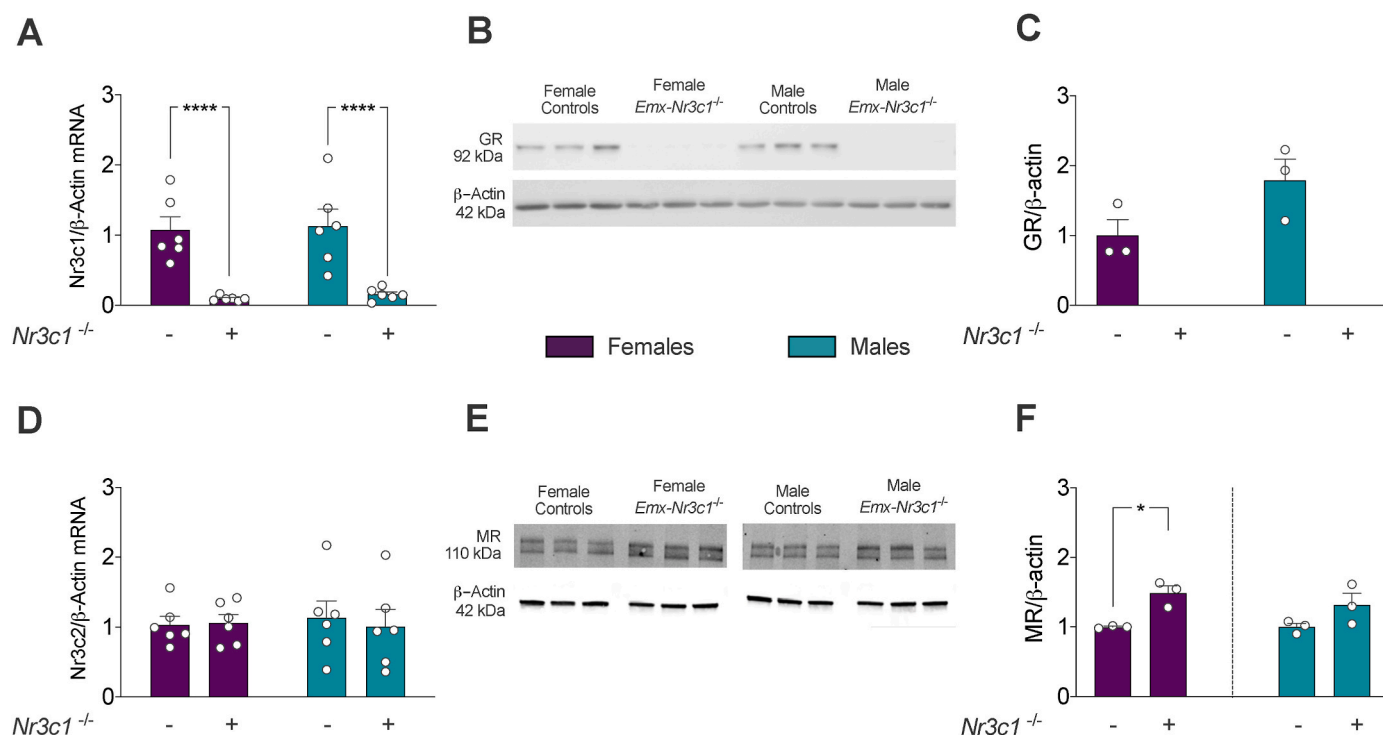 A
Nr3c1/β-Actin mRNA
3
2
1
0
****
****
Nr3c1 -/-
-
+
-
+
B
Female
Controls
Female
Emx-Nr3c1-/-
Male
Controls
Male
Emx-Nr3c1-/-
GR
92 kDa
β–Actin
42 kDa
C
GR/β-actin
3
2
1
0
Nr3c1 -/-
-
+
-
+
Females
Males
D
Nr3c2/β-Actin mRNA
3
2
1
0
Nr3c1 -/-
-
+
-
+
E
Female
Controls
Female
Emx-Nr3c1-/-
Male
Controls
Male
Emx-Nr3c1-/-
MR
110 kDa
β–Actin
42 kDa
F
MR/β-actin
3
2
1
0
*
Nr3c1 -/-
-
+
-
+